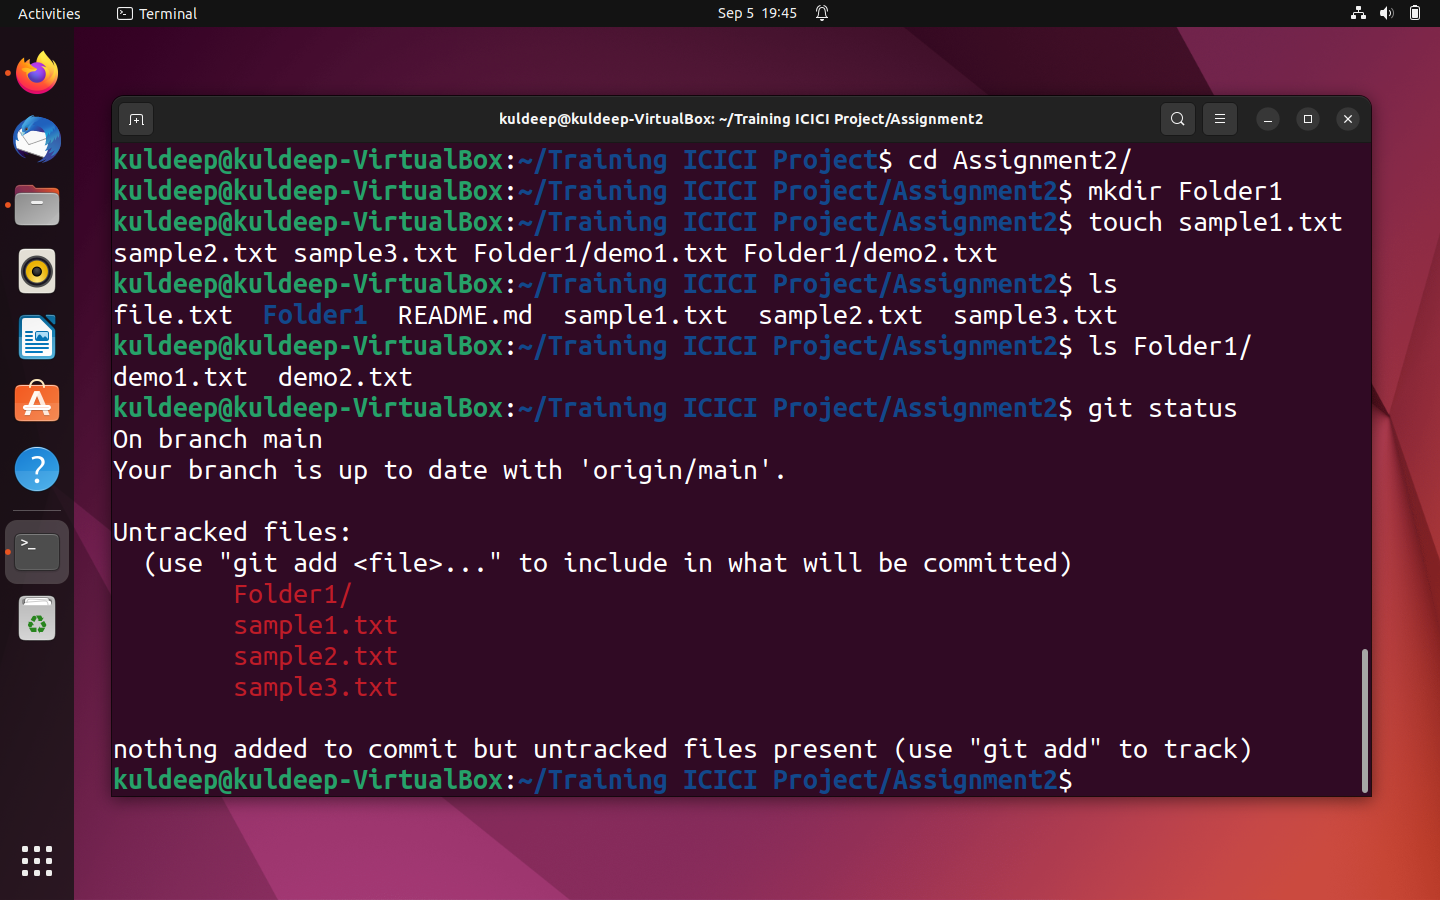 Activities Terminal Sep 5 19:45
kuldeep@kuldeep-VirtualBox: ~/Training ICICI Project/Assignment2
kuldeep@kuldeep-VirtualBox:~/Training ICICI Project$ cd Assignment2/
kuldeep@kuldeep-VirtualBox:~/Training ICICI Project/Assignment2$ mkdir Folder1
kuldeep@kuldeep-VirtualBox:~/Training ICICI Project/Assignment2$ touch sample1.txt
sample2.txt sample3.txt Folder1/demo1.txt Folder1/demo2.txt
kuldeep@kuldeep-VirtualBox:~/Training ICICI Project/Assignment2$ ls
file.txt  Folder1  README.md  sample1.txt  sample2.txt  sample3.txt
kuldeep@kuldeep-VirtualBox:~/Training ICICI Project/Assignment2$ ls Folder1/
demo1.txt  demo2.txt
kuldeep@kuldeep-VirtualBox:~/Training ICICI Project/Assignment2$ git status
On branch main
Your branch is up to date with 'origin/main'.
Untracked files:
  (use "git add <file>..." to include in what will be committed)
        Folder1/
        sample1.txt
        sample2.txt
        sample3.txt
nothing added to commit but untracked files present (use "git add" to track)
kuldeep@kuldeep-VirtualBox:~/Training ICICI Project/Assignment2$